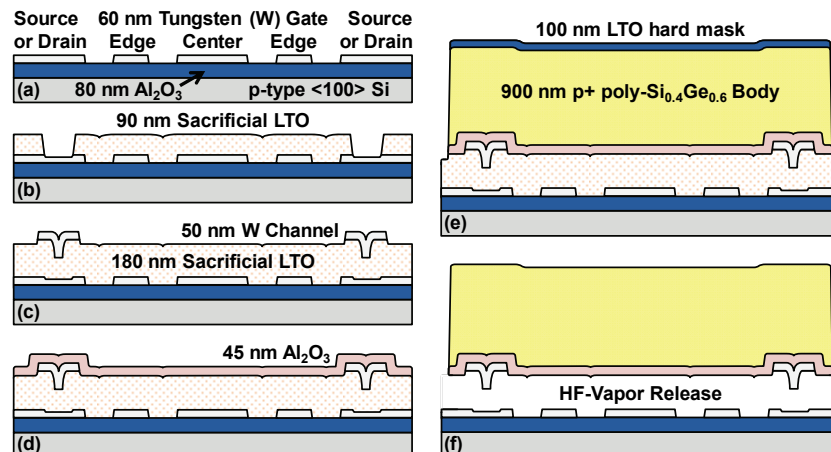 Source 60 nm Tungsten (W) Gate Source
or Drain Edge Center Edge or Drain
80 nm Al₂O₃ p-type <100> Si
(a)
90 nm Sacrificial LTO
(b)
50 nm W Channel
180 nm Sacrificial LTO
(c)
45 nm Al₂O₃
(d)
100 nm LTO hard mask
900 nm p+ poly-Si₀.₄Ge₀.₆ Body
(e)
HF-Vapor Release
(f)